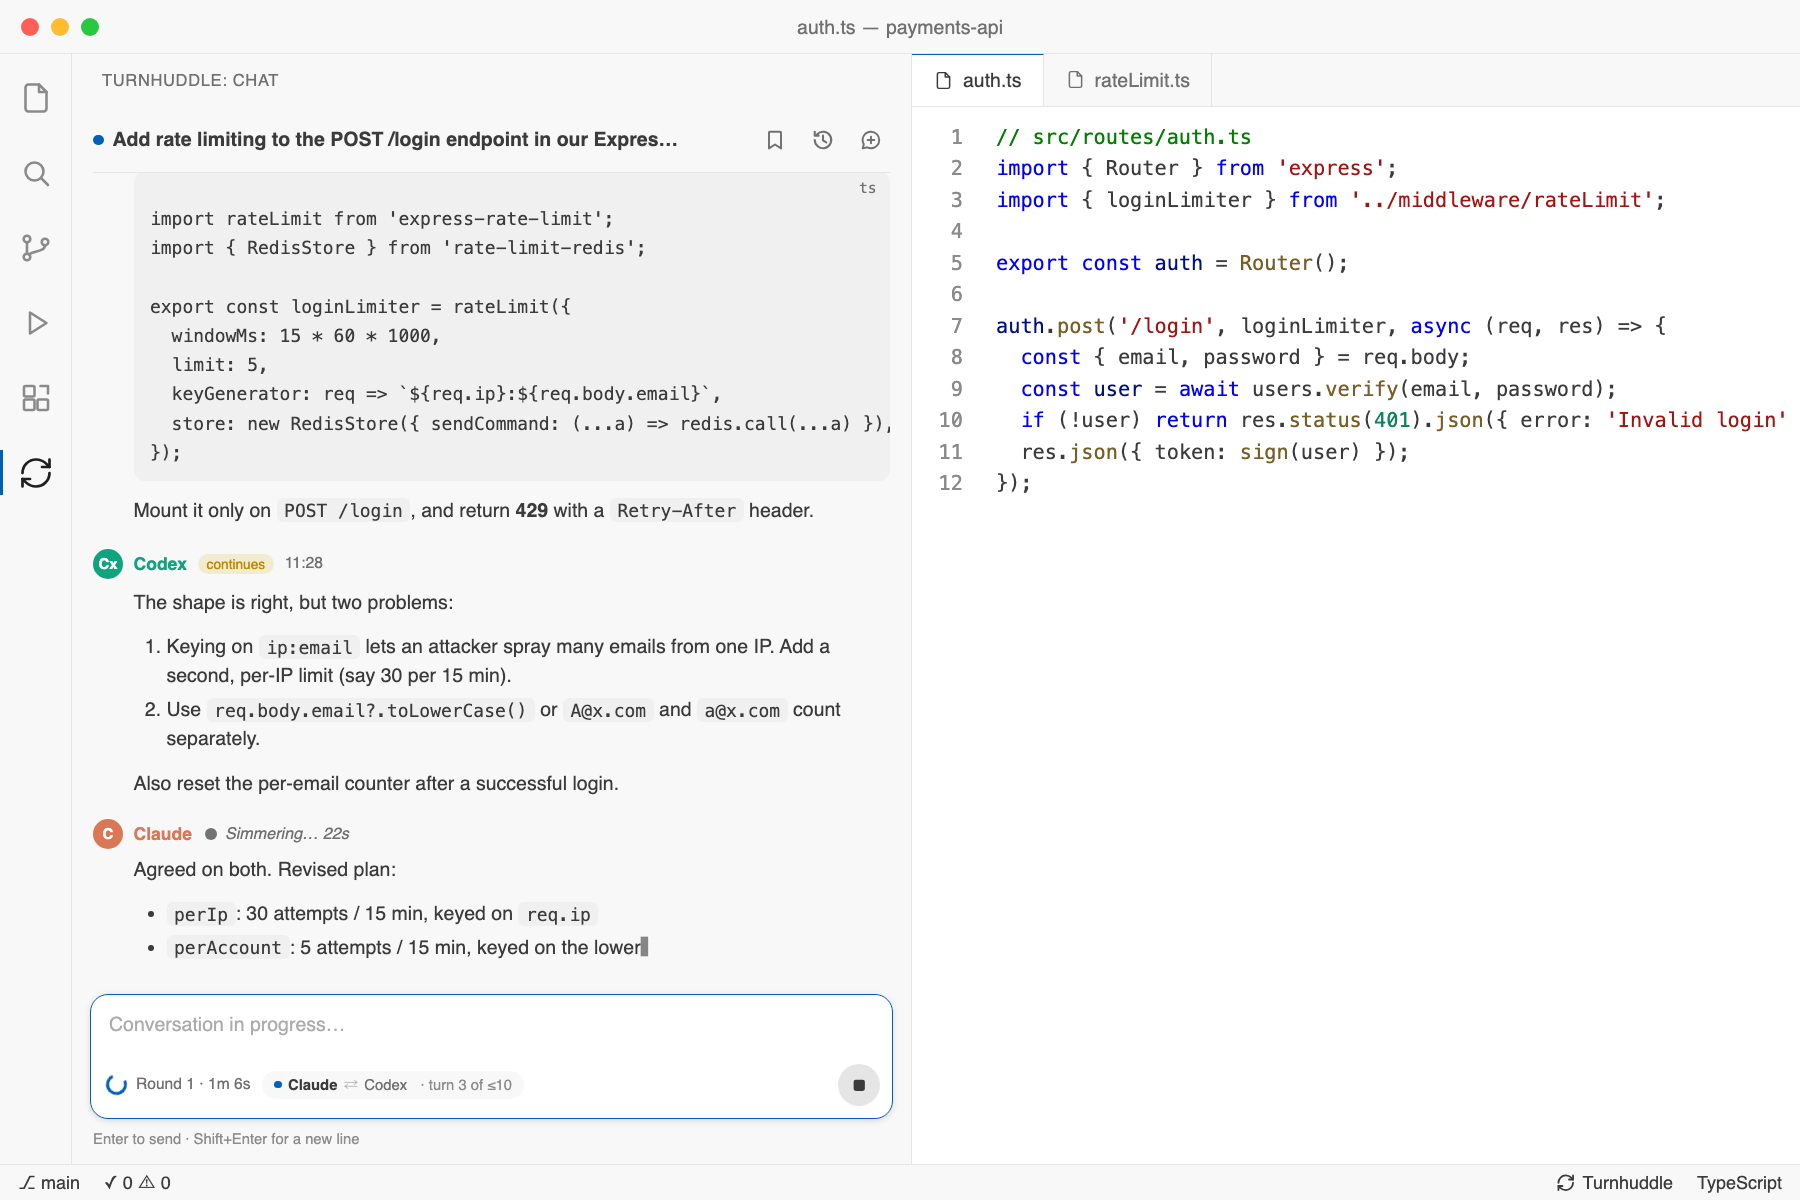 auth.ts — payments-api
TURNHUDDLE: CHAT
Add rate limiting to the POST /login endpoint in our Expres…
ts
import rateLimit from 'express-rate-limit';
import { RedisStore } from 'rate-limit-redis';
export const loginLimiter = rateLimit({
windowMs: 15 * 60 * 1000,
limit: 5,
keyGenerator: req => `${req.ip}:${req.body.email}`,
store: new RedisStore({ sendCommand: (...a) => redis.call(...a) }),
});
Mount it only on POST /login, and return 429 with a Retry-After header.
Cx Codex continues 11:28
The shape is right, but two problems:
1. Keying on ip:email lets an attacker spray many emails from one IP. Add a
second, per-IP limit (say 30 per 15 min).
2. Use req.body.email?.toLowerCase() or A@x.com and a@x.com count
separately.
Also reset the per-email counter after a successful login.
C Claude ● Simmering… 22s
Agreed on both. Revised plan:
• perIp: 30 attempts / 15 min, keyed on req.ip
• perAccount: 5 attempts / 15 min, keyed on the lower
Conversation in progress…
Round 1 · 1m 6s
Claude ⇄ Codex · turn 3 of ≤10
Enter to send · Shift+Enter for a new line
auth.ts
rateLimit.ts
1 // src/routes/auth.ts
2 import { Router } from 'express';
3 import { loginLimiter } from '../middleware/rateLimit';
4
5 export const auth = Router();
6
7 auth.post('/login', loginLimiter, async (req, res) => {
8 const { email, password } = req.body;
9 const user = await users.verify(email, password);
10 if (!user) return res.status(401).json({ error: 'Invalid login'
11 res.json({ token: sign(user) });
12 });
main ✓ 0 ⚠ 0
Turnhuddle
TypeScript